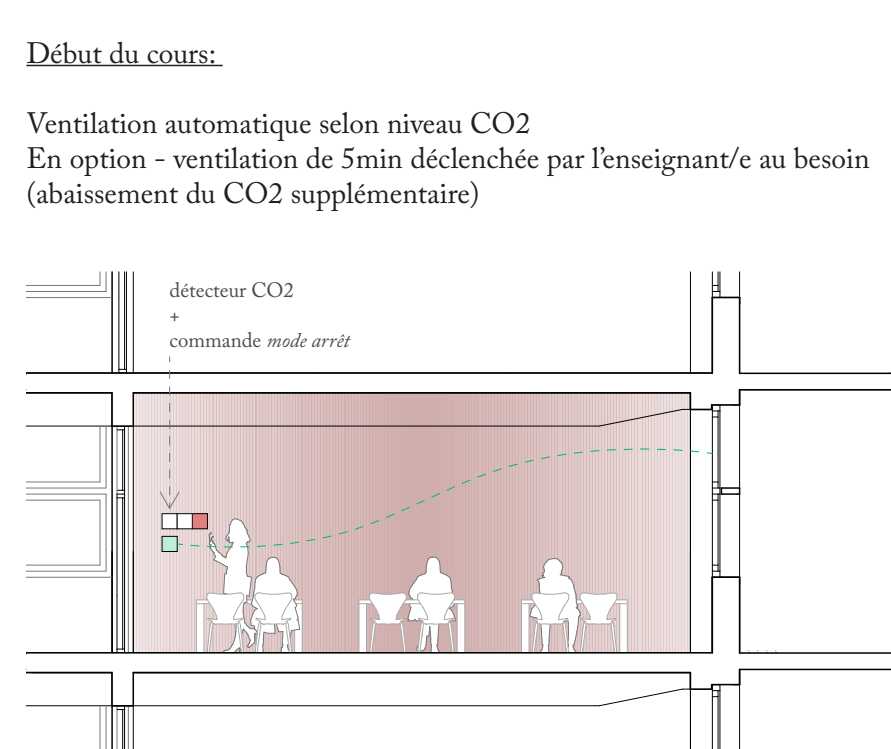 Début du cours:
Ventilation automatique selon niveau CO2
En option - ventilation de 5min déclenchée par l'enseignant/e au besoin
(abaissement du CO2 supplémentaire)
détecteur CO2
+
commande mode arrêt